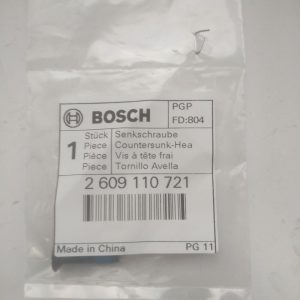 BOSCH
PGP
FD:804
1
Stück Senkschraube
Piece Countersunk-Hea
Pièce Vis à tête frai
Piece Tornillo Avella
2 609 110 721
Made in China
PG 11